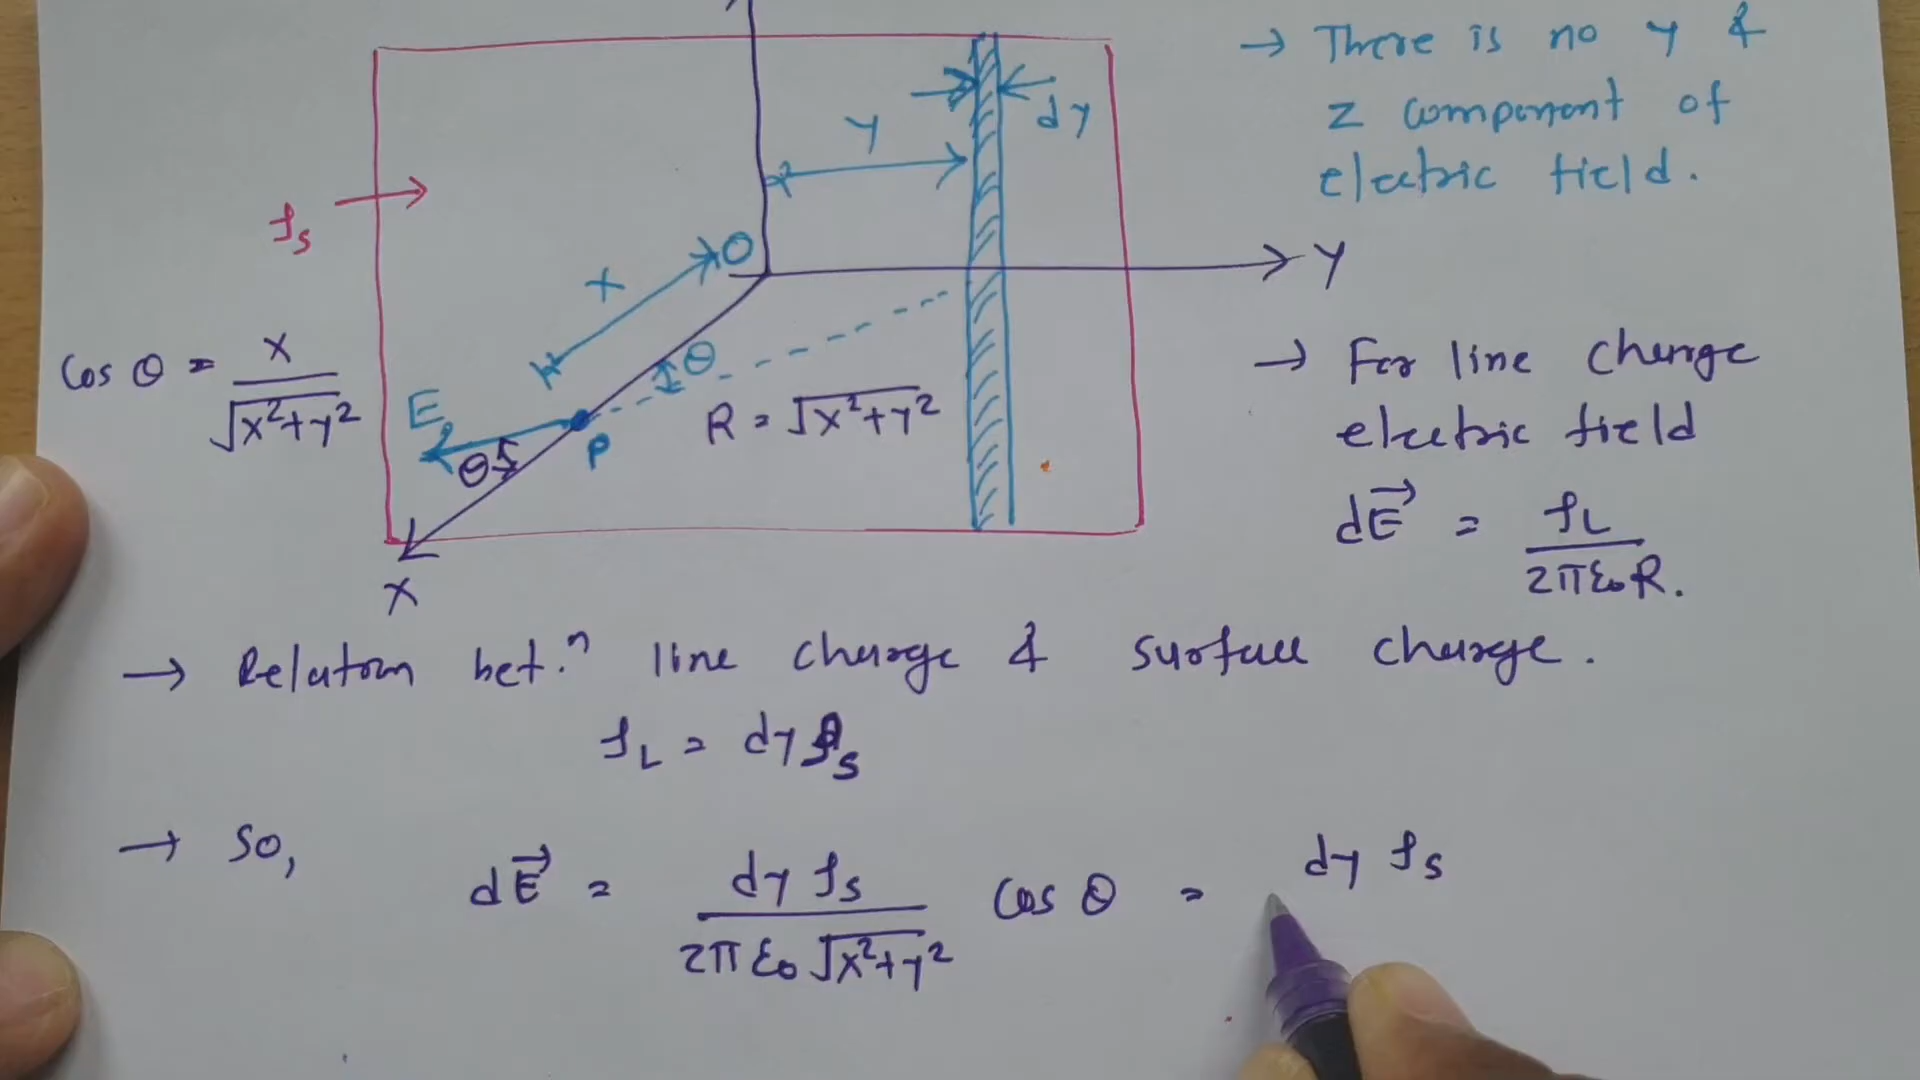 → There is no y &
z component of
electric field.
dy
y
ρs
O
x
Y
θ
cos θ = x / √x²+y²
→ For line charge
electric field
E
θ
P
R = √x²+y²
dE⃗ = ρL / 2πε₀R.
X
→ Relation bet.ⁿ line charge & surface charge.
ρL = dy ρs
→ So, dE⃗ = dy ρs / 2πε₀√x²+y² cos θ = dy ρs